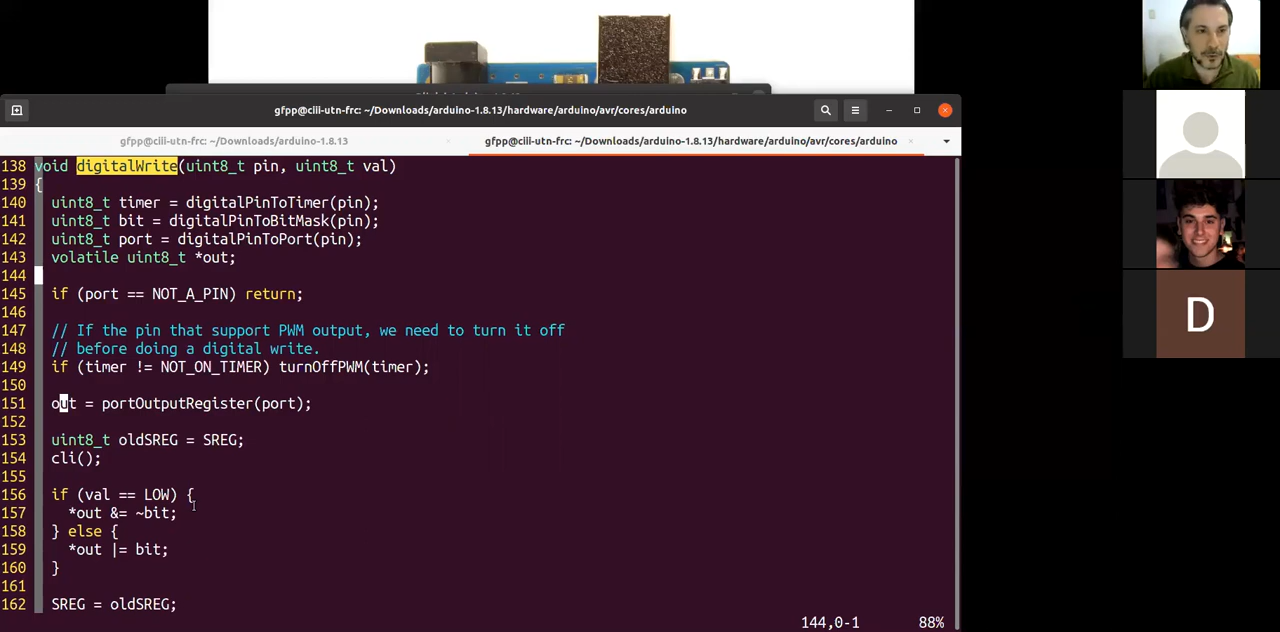 gfpp@ciii-utn-frc: ~/Downloads/arduino-1.8.13/hardware/arduino/avr/cores/arduino
gfpp@ciii-utn-frc: ~/Downloads/arduino-1.8.13
gfpp@ciii-utn-frc: ~/Downloads/arduino-1.8.13/hardware/arduino/avr/cores/arduino
138 void digitalWrite(uint8_t pin, uint8_t val)
139 {
140   uint8_t timer = digitalPinToTimer(pin);
141   uint8_t bit = digitalPinToBitMask(pin);
142   uint8_t port = digitalPinToPort(pin);
143   volatile uint8_t *out;
144
145   if (port == NOT_A_PIN) return;
146
147   // If the pin that support PWM output, we need to turn it off
148   // before doing a digital write.
149   if (timer != NOT_ON_TIMER) turnOffPWM(timer);
150
151   out = portOutputRegister(port);
152
153   uint8_t oldSREG = SREG;
154   cli();
155
156   if (val == LOW) {
157     *out &= ~bit;
158   } else {
159     *out |= bit;
160   }
161
162   SREG = oldSREG;
144,0-1 88%
D